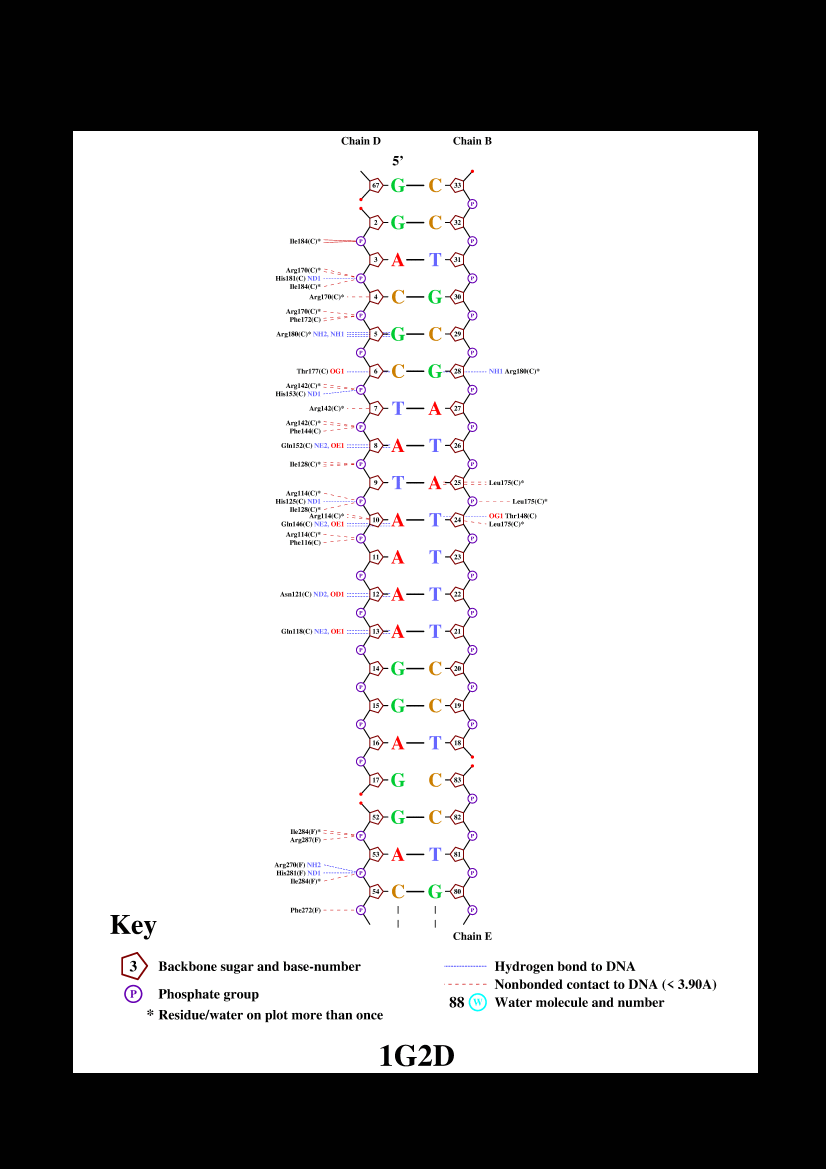 Chain D Chain B
5’
67 G C 33
P
2 G C 32
Ile184(C)* P P
3 A T 31
Arg170(C)*
His181(C) ND1 P P
Ile184(C)*
Arg170(C)* 4 C G 30
Arg170(C)* P P
Phe172(C)
Arg180(C)* NH2, NH1 5 G C 29
P P
Thr177(C) OG1 6 C G 28 NH1 Arg180(C)*
Arg142(C)* P P
His153(C) ND1
Arg142(C)* 7 T A 27
Arg142(C)* P P
Phe144(C)
Gln152(C) NE2, OE1 8 A T 26
Ile128(C)* P P
9 T A 25 Leu175(C)*
Arg114(C)*
His125(C) ND1 P P Leu175(C)*
Ile128(C)*
Arg114(C)* OG1 Thr148(C)
10 A T 24
Gln146(C) NE2, OE1 Leu175(C)*
Arg114(C)* P P
Phe116(C)
11 A T 23
P P
Asn121(C) ND2, OD1 12 A T 22
P P
Gln118(C) NE2, OE1 13 A T 21
P P
14 G C 20
P P
15 G C 19
P P
16 A T 18
P
17 G C 83
P
52 G C 82
Ile284(F)* P P
Arg287(F)
53 A T 81
Arg270(F) NH2
His281(F) ND1 P P
Ile284(F)*
54 C G 80
Phe272(F) P P
Chain E
Key
3 Backbone sugar and base-number
P Phosphate group
* Residue/water on plot more than once
Hydrogen bond to DNA
Nonbonded contact to DNA (< 3.90A)
88 W Water molecule and number
1G2D